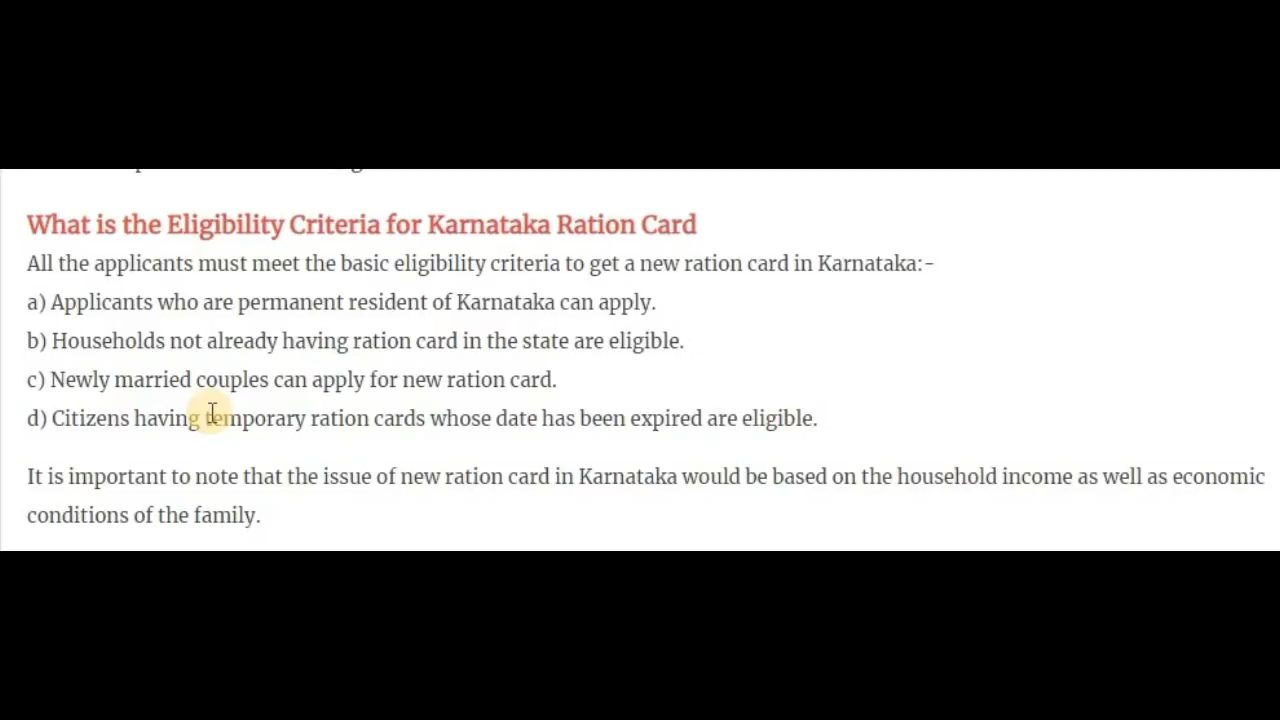 What is the Eligibility Criteria for Karnataka Ration Card
All the applicants must meet the basic eligibility criteria to get a new ration card in Karnataka:-
a) Applicants who are permanent resident of Karnataka can apply.
b) Households not already having ration card in the state are eligible.
c) Newly married couples can apply for new ration card.
d) Citizens having temporary ration cards whose date has been expired are eligible.
It is important to note that the issue of new ration card in Karnataka would be based on the household income as well as economic
conditions of the family.